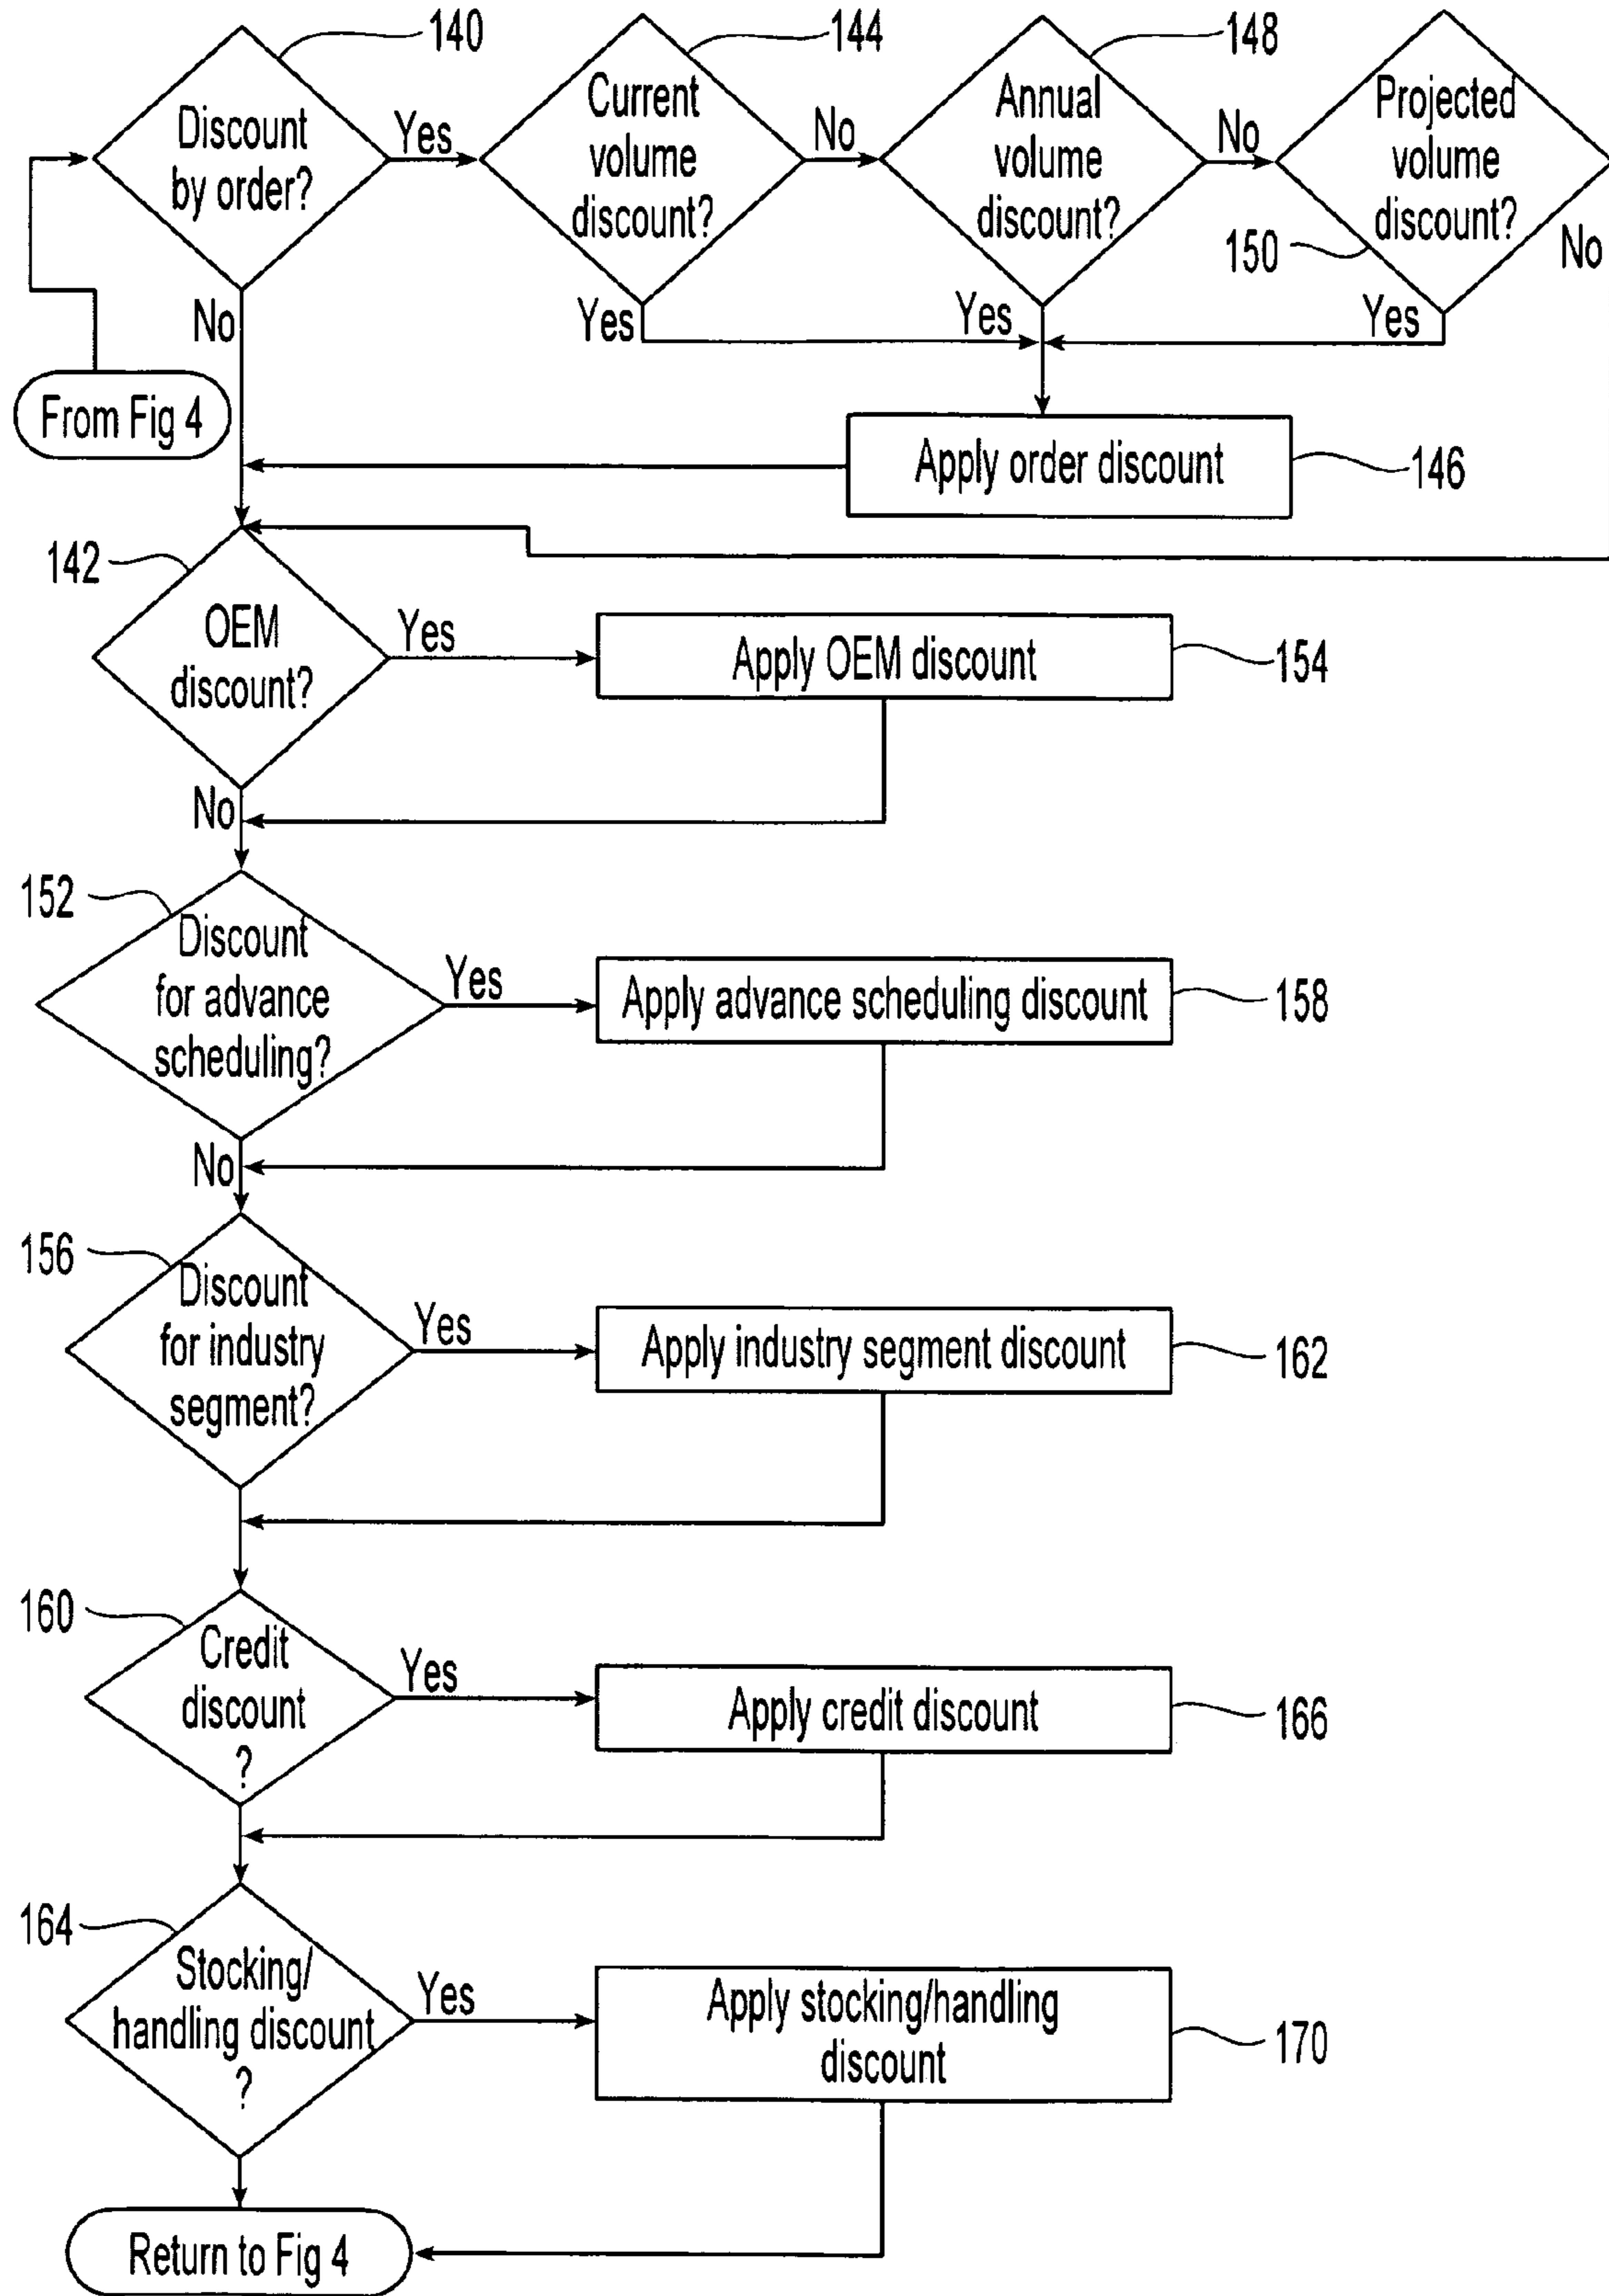 140
144
148
Discount
by order?
Yes
Current
volume
discount?
No
Annual
volume
discount?
No
Projected
volume
discount?
150
No
No
Yes
Yes
Yes
From Fig 4
Apply order discount
146
142
OEM
discount?
Yes
Apply OEM discount
154
No
152
Discount
for advance
scheduling?
Yes
Apply advance scheduling discount
158
No
156
Discount
for industry
segment?
Yes
Apply industry segment discount
162
160
Credit
discount
?
Yes
Apply credit discount
166
164
Stocking/
handling discount
?
Yes
Apply stocking/handling
discount
170
Return to Fig 4